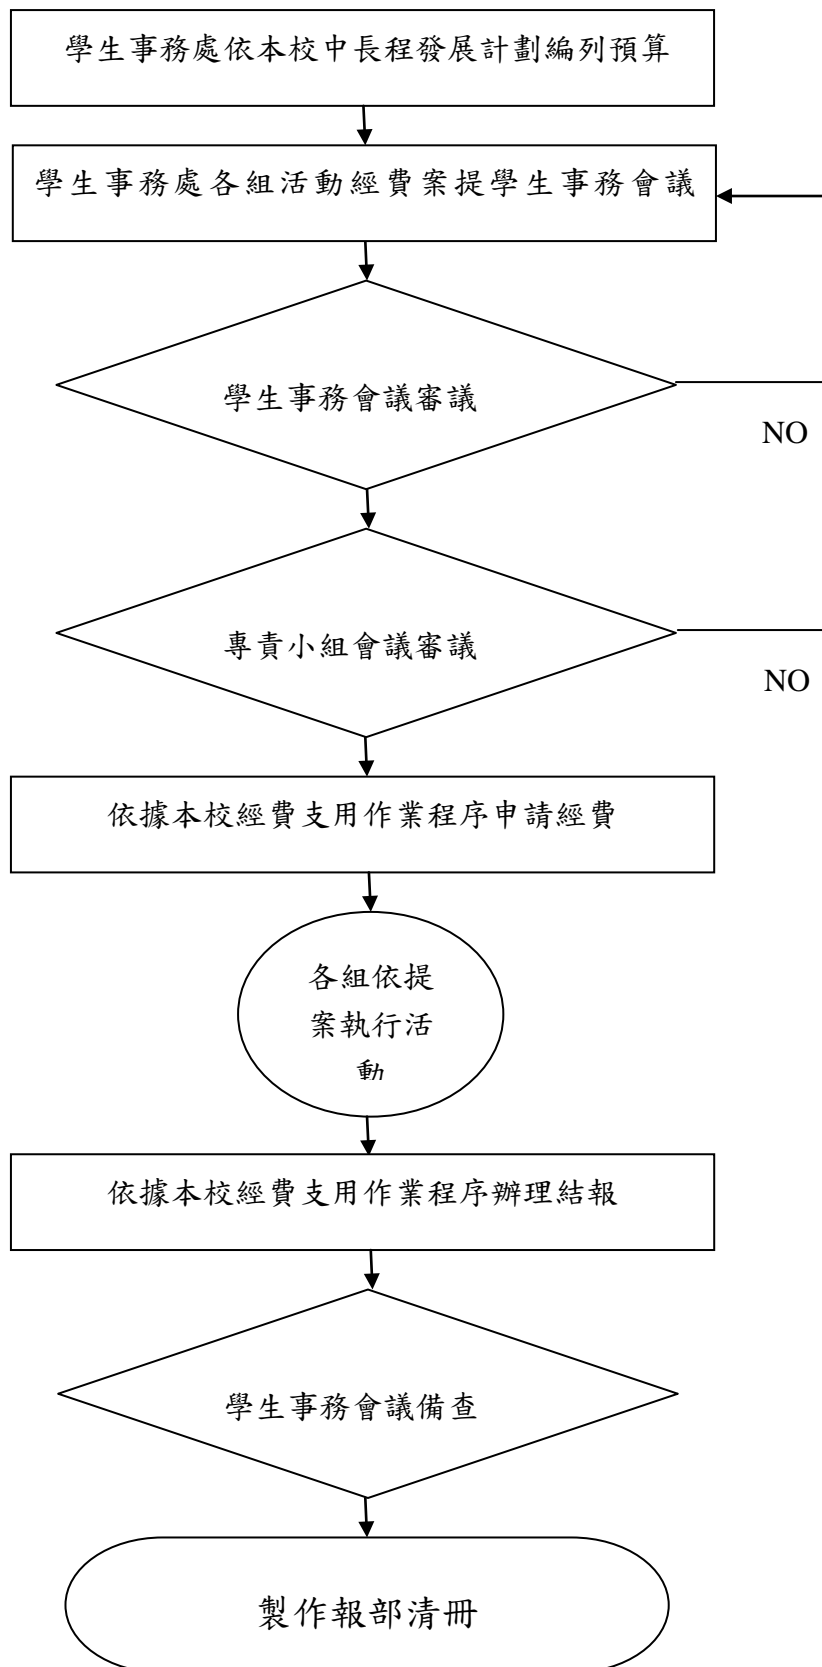 學生事務處依本校中長程發展計劃編列預算
學生事務處各組活動經費案提學生事務會議
學生事務會議審議
NO
專責小組會議審議
NO
依據本校經費支用作業程序申請經費
各組依提
案執行活
動
依據本校經費支用作業程序辦理結報
學生事務會議備查
製作報部清冊